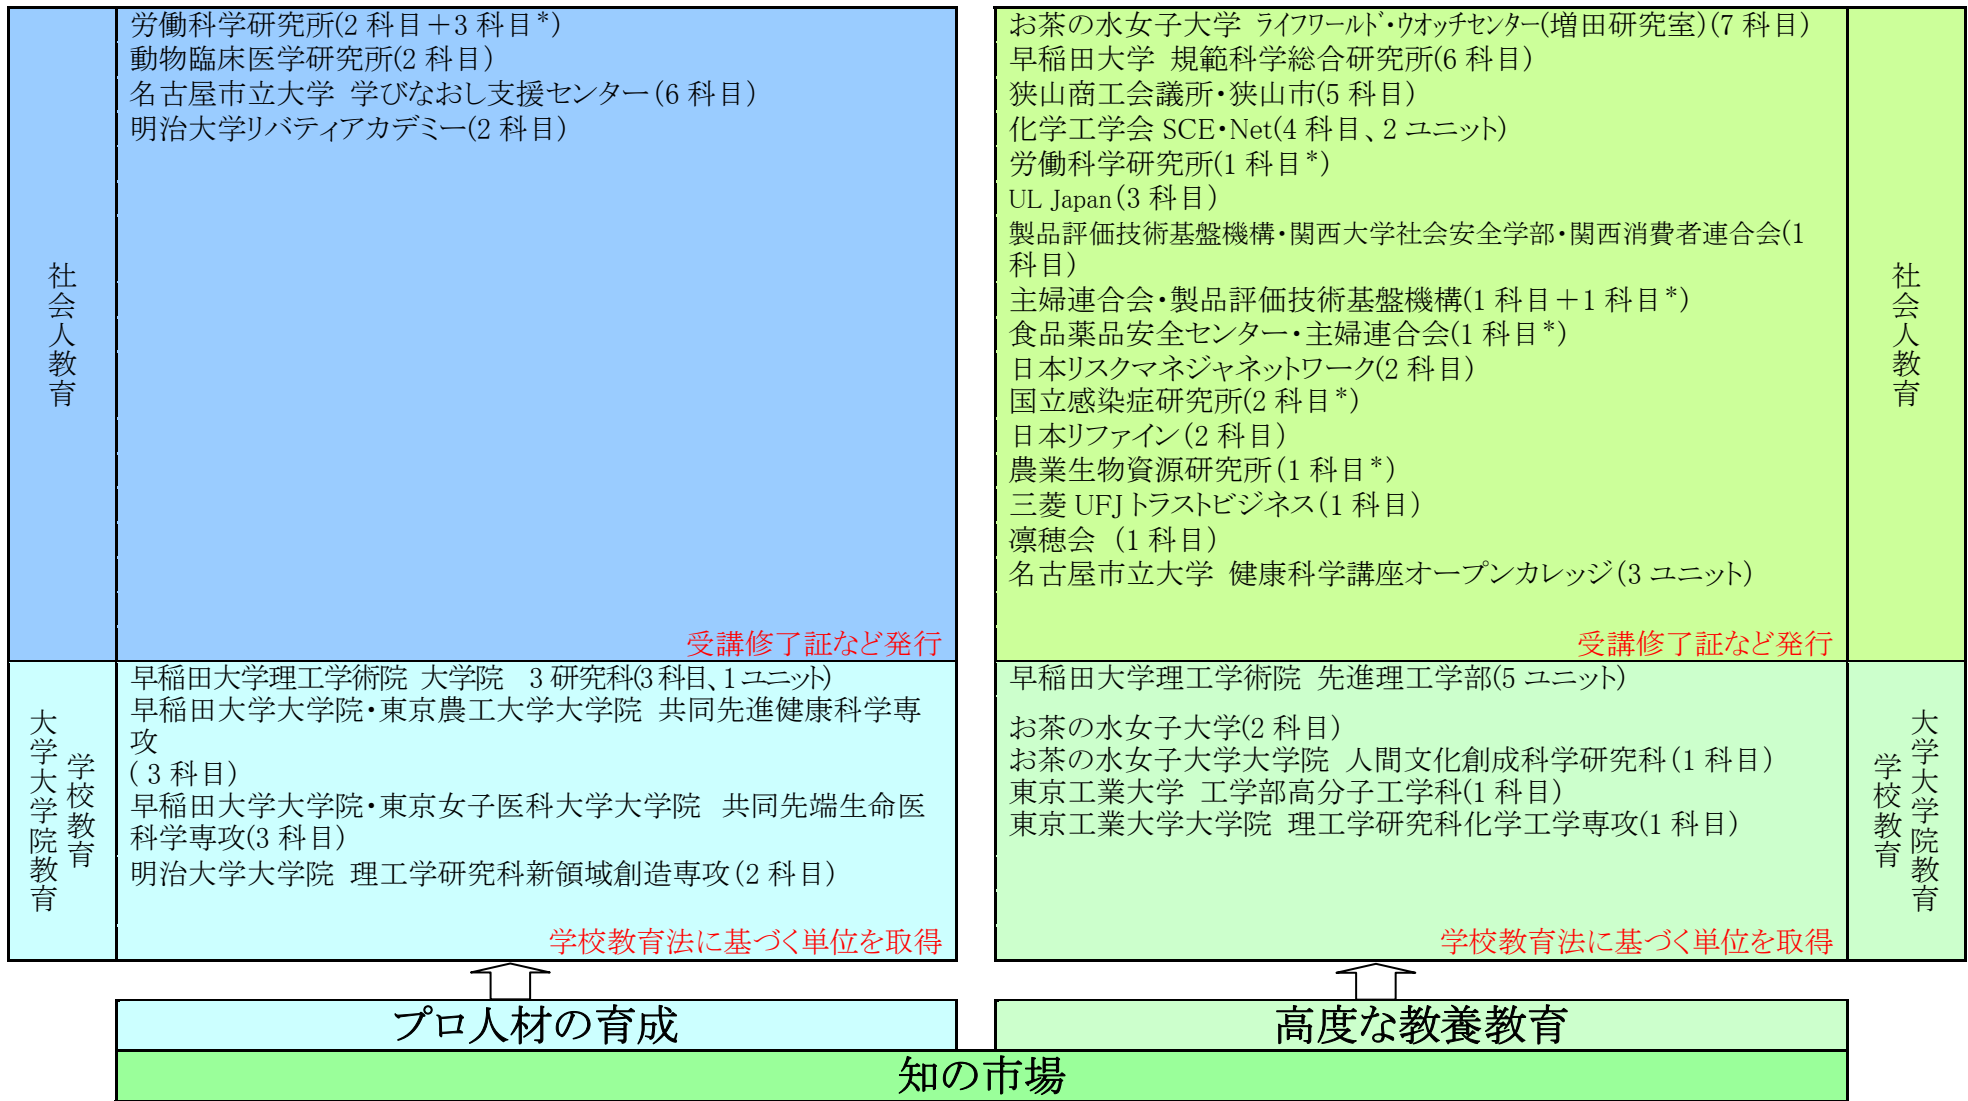 社会人教育
労働科学研究所(2 科目＋3 科目*)
動物臨床医学研究所(2 科目)
名古屋市立大学 学びなおし支援センター(6 科目)
明治大学リバティアカデミー(2 科目)
受講修了証など発行
学校教育
大学大学院教育
早稲田大学理工学術院 大学院 3 研究科(3 科目、1 ユニット)
早稲田大学大学院・東京農工大学大学院 共同先進健康科学専
攻
(3 科目)
早稲田大学大学院・東京女子医科大学大学院 共同先端生命医
科学専攻(3 科目)
明治大学大学院 理工学研究科新領域創造専攻(2 科目)
学校教育法に基づく単位を取得
お茶の水女子大学 ライフワールド・ウオッチセンター(増田研究室)(7 科目)
早稲田大学 規範科学総合研究所(6 科目)
狭山商工会議所・狭山市(5 科目)
化学工学会 SCE・Net(4 科目、2 ユニット)
労働科学研究所(1 科目*)
UL Japan(3 科目)
製品評価技術基盤機構・関西大学社会安全学部・関西消費者連合会(1
科目)
主婦連合会・製品評価技術基盤機構(1 科目＋1 科目*)
食品薬品安全センター・主婦連合会(1 科目*)
日本リスクマネジャネットワーク(2 科目)
国立感染症研究所(2 科目*)
日本リファイン(2 科目)
農業生物資源研究所(1 科目*)
三菱 UFJ トラストビジネス(1 科目)
凛穂会 (1 科目)
名古屋市立大学 健康科学講座オープンカレッジ(3 ユニット)
受講修了証など発行
社会人教育
早稲田大学理工学術院 先進理工学部(5 ユニット)
お茶の水女子大学(2 科目)
お茶の水女子大学大学院 人間文化創成科学研究科(1 科目)
東京工業大学 工学部高分子工学科(1 科目)
東京工業大学大学院 理工学研究科化学工学専攻(1 科目)
学校教育法に基づく単位を取得
大学大学院教育
学校教育
プロ人材の育成
高度な教養教育
知の市場